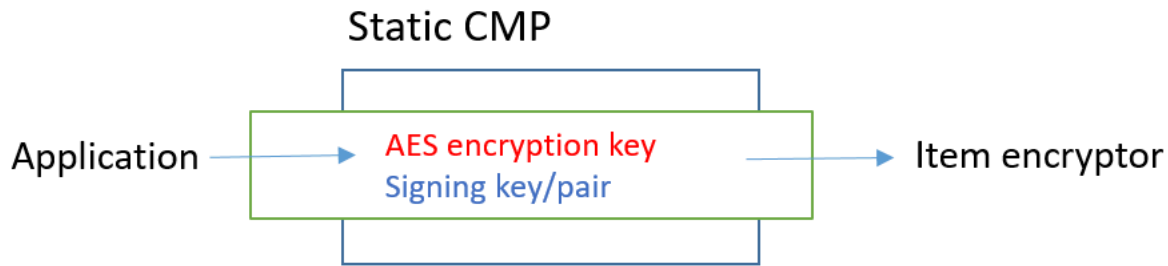 Static CMP
Application
AES encryption key
Signing key/pair
Item encryptor